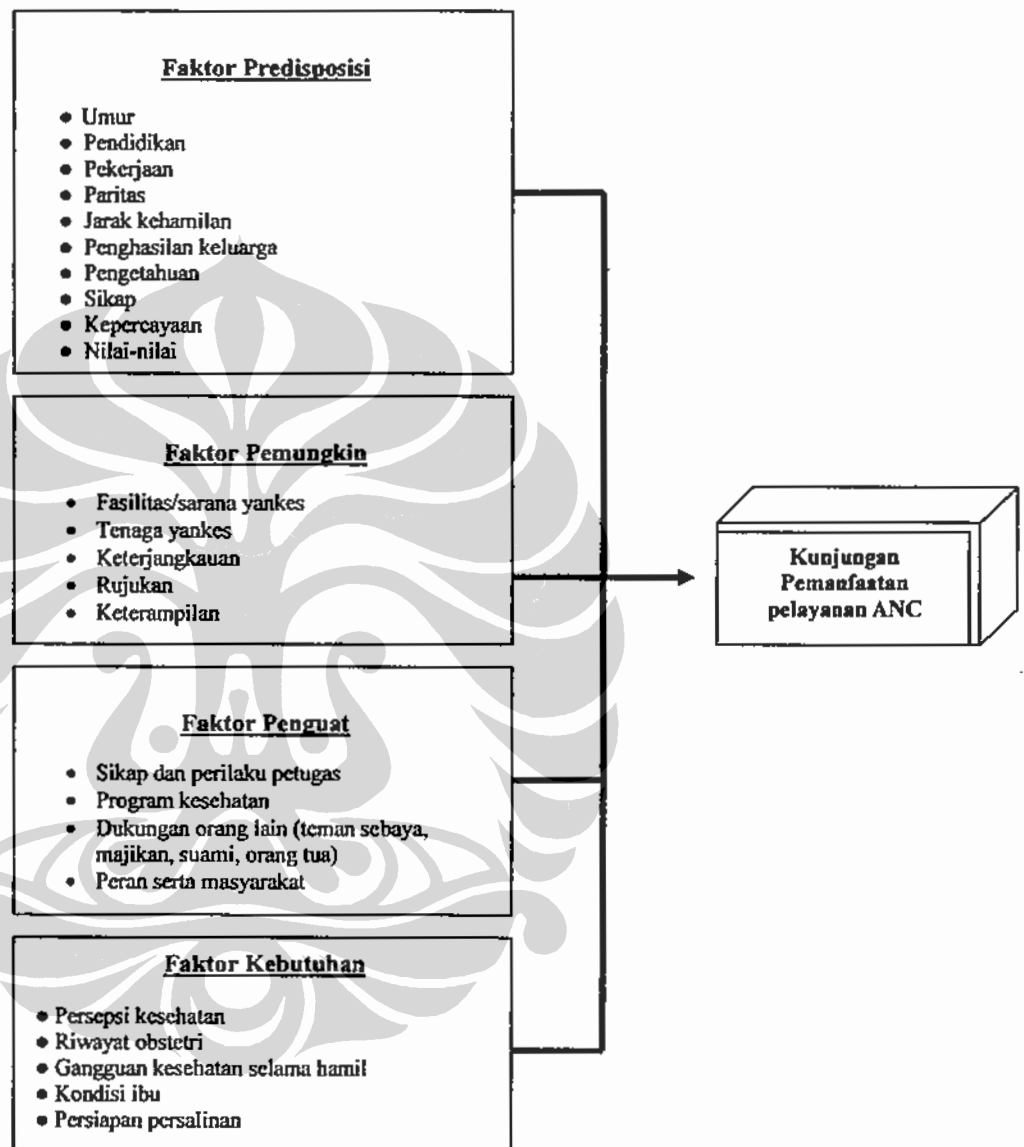 Faktor Predisposisi
• Umur
• Pendidikan
• Pekerjaan
• Paritas
• Jarak kehamilan
• Penghasilan keluarga
• Pengetahuan
• Sikap
• Kepercayaan
• Nilai-nilai
Faktor Pemungkin
• Fasilitas/sarana yankes
• Tenaga yankes
• Keterjangkauan
• Rujukan
• Keterampilan
Faktor Penguat
• Sikap dan perilaku petugas
• Program kesehatan
• Dukungan orang lain (teman sebaya,
majikan, suami, orang tua)
• Peran serta masyarakat
Faktor Kebutuhan
• Persepsi kesehatan
• Riwayat obstetri
• Gangguan kesehatan selama hamil
• Kondisi ibu
• Persiapan persalinan
Kunjungan
Pemanfaatan
pelayanan ANC